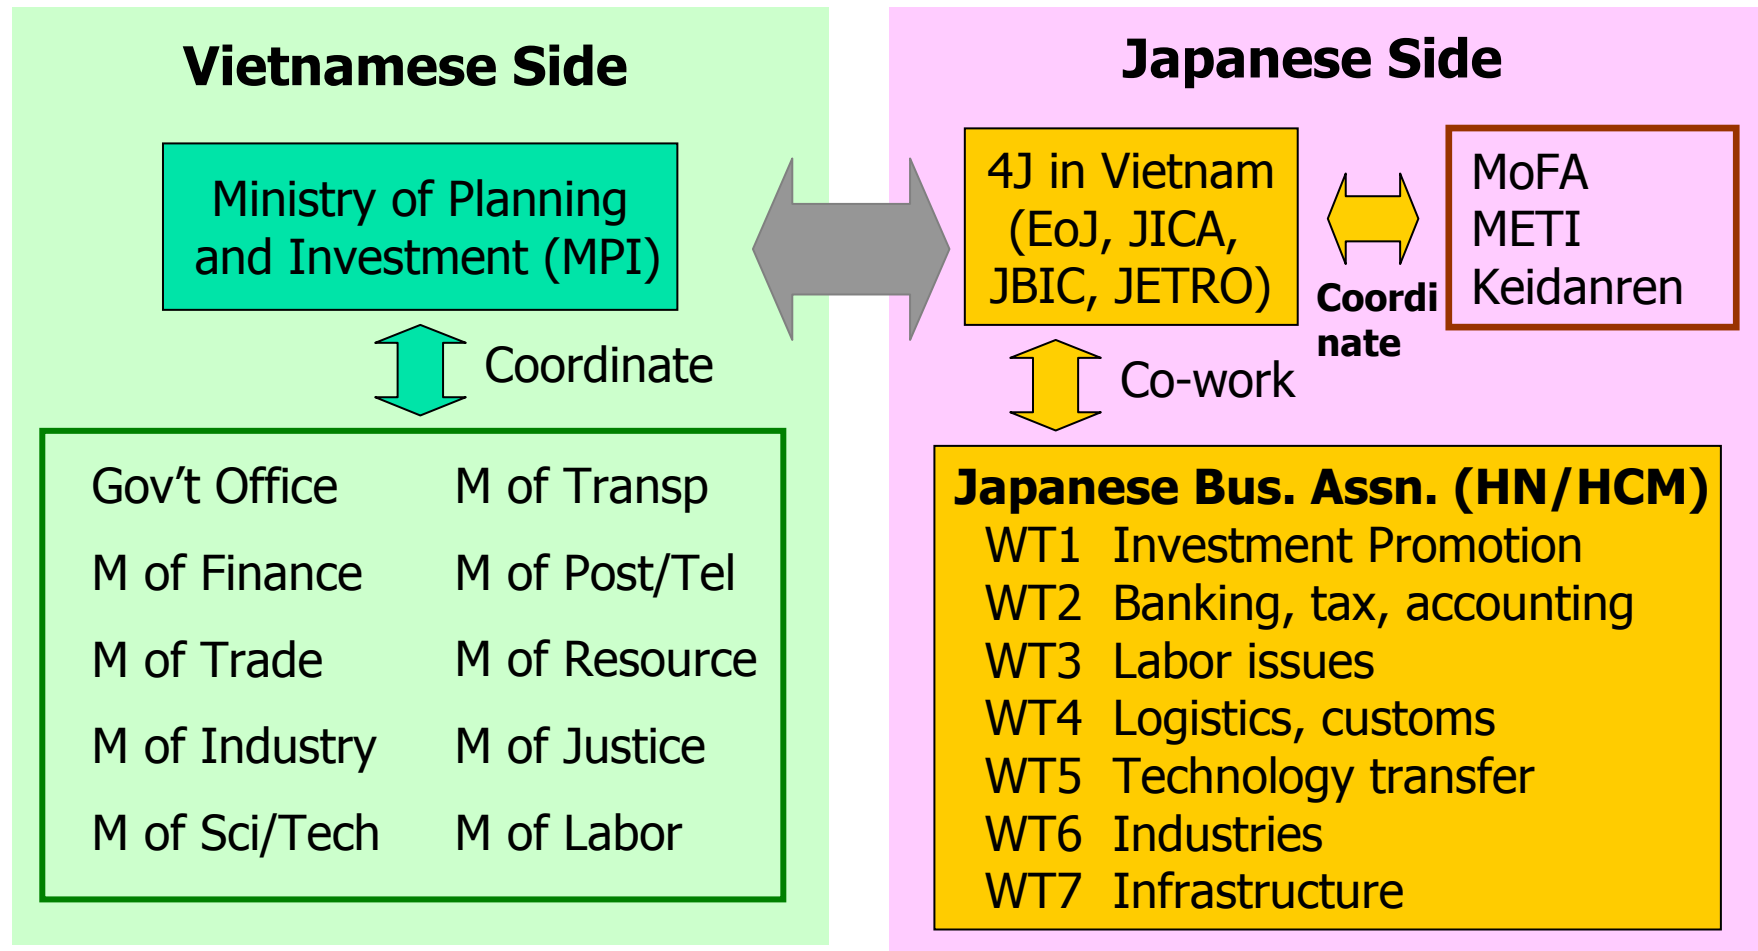 Vietnamese Side
Ministry of Planning
and Investment (MPI)
Coordinate
Gov’t Office
M of Transp
M of Finance
M of Post/Tel
M of Trade
M of Resource
M of Industry
M of Justice
M of Sci/Tech
M of Labor
Japanese Side
4J in Vietnam
(EoJ, JICA,
JBIC, JETRO)
Coordi
nate
MoFA
METI
Keidanren
Co-work
Japanese Bus. Assn. (HN/HCM)
WT1 Investment Promotion
WT2 Banking, tax, accounting
WT3 Labor issues
WT4 Logistics, customs
WT5 Technology transfer
WT6 Industries
WT7 Infrastructure